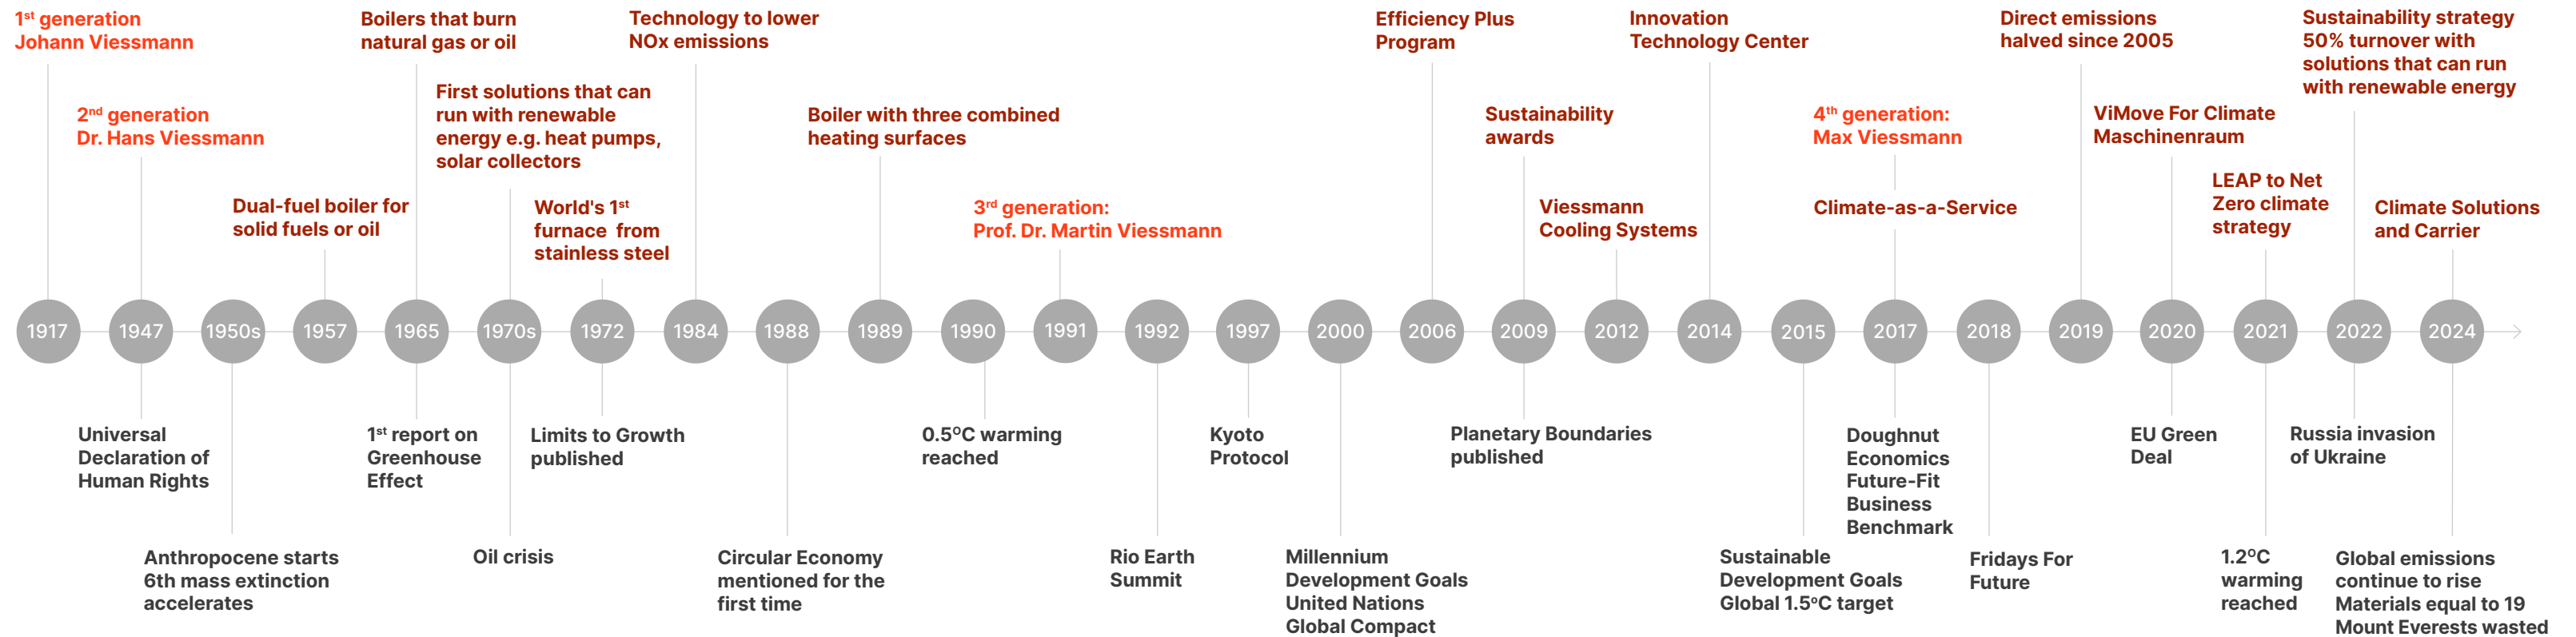 1st generation
Johann Viessmann
2nd generation
Dr. Hans Viessmann
Dual-fuel boiler for
solid fuels or oil
Boilers that burn
natural gas or oil
First solutions that can
run with renewable
energy e.g. heat pumps,
solar collectors
World's 1st
furnace from
stainless steel
Technology to lower
NOx emissions
Boiler with three combined
heating surfaces
3rd generation:
Prof. Dr. Martin Viessmann
Efficiency Plus
Program
Sustainability
awards
Viessmann
Cooling Systems
Innovation
Technology Center
4th generation:
Max Viessmann
Climate-as-a-Service
Direct emissions
halved since 2005
ViMove For Climate
Maschinenraum
LEAP to Net
Zero climate
strategy
Sustainability strategy
50% turnover with
solutions that can run
with renewable energy
Climate Solutions
and Carrier
1917 1947 1950s 1957 1965 1970s 1972 1984 1988 1989 1990 1991 1992 1997 2000 2006 2009 2012 2014 2015 2017 2018 2019 2020 2021 2022 2024
Universal
Declaration of
Human Rights
Anthropocene starts
6th mass extinction
accelerates
1st report on
Greenhouse
Effect
Oil crisis
Limits to Growth
published
Circular Economy
mentioned for the
first time
0.5ºC warming
reached
Rio Earth
Summit
Kyoto
Protocol
Millennium
Development Goals
United Nations
Global Compact
Planetary Boundaries
published
Sustainable
Development Goals
Global 1.5ºC target
Doughnut
Economics
Future-Fit
Business
Benchmark
Fridays For
Future
EU Green
Deal
1.2ºC
warming
reached
Russia invasion
of Ukraine
Global emissions
continue to rise
Materials equal to 19
Mount Everests wasted